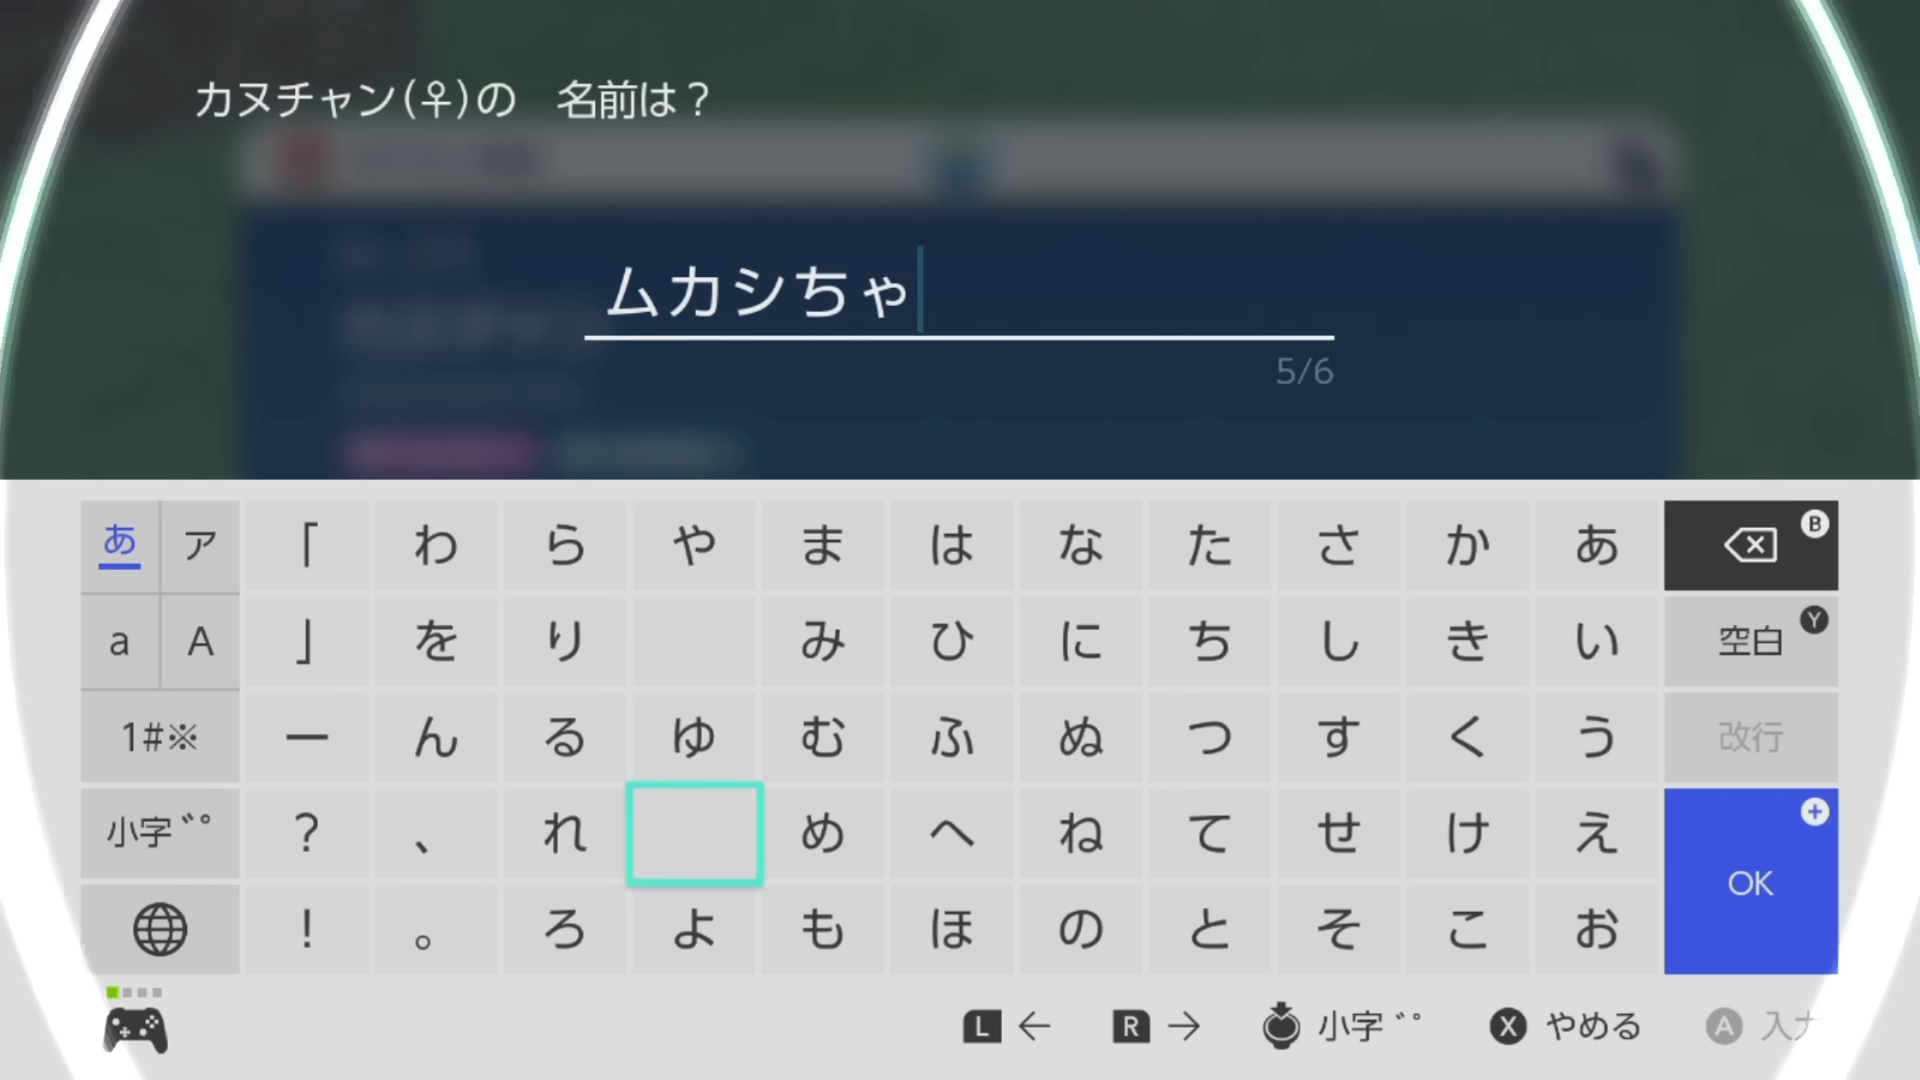 カヌチャン(♀)の　名前は？
ムカシちゃ
5/6
あ ア 「 わ ら や ま は な た さ か あ B
a A 」 を り み ひ に ち し き い 空白 Y
1#※ ー ん る ゆ む ふ ぬ つ す く う 改行
小字゛゜ ? 、 れ め へ ね て せ け え +
! 。 ろ よ も ほ の と そ こ お OK
L ← R → 小字゛゜ X やめる A 入力